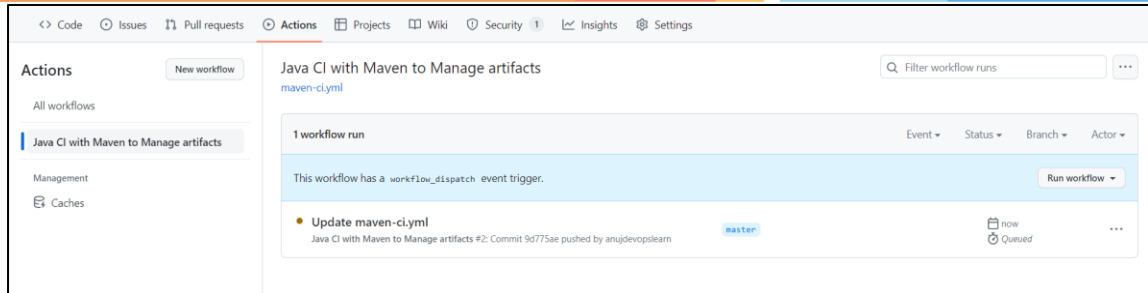 Code Issues Pull requests Actions Projects Wiki Security 1 Insights Settings
Actions New workflow
All workflows
Java CI with Maven to Manage artifacts
Management
Caches
Java CI with Maven to Manage artifacts
maven-ci.yml
Filter workflow runs
1 workflow run Event Status Branch Actor
This workflow has a workflow_dispatch event trigger. Run workflow
Update maven-ci.yml
Java CI with Maven to Manage artifacts #2: Commit 9d775ae pushed by anujdevopslearn
master
now
Queued